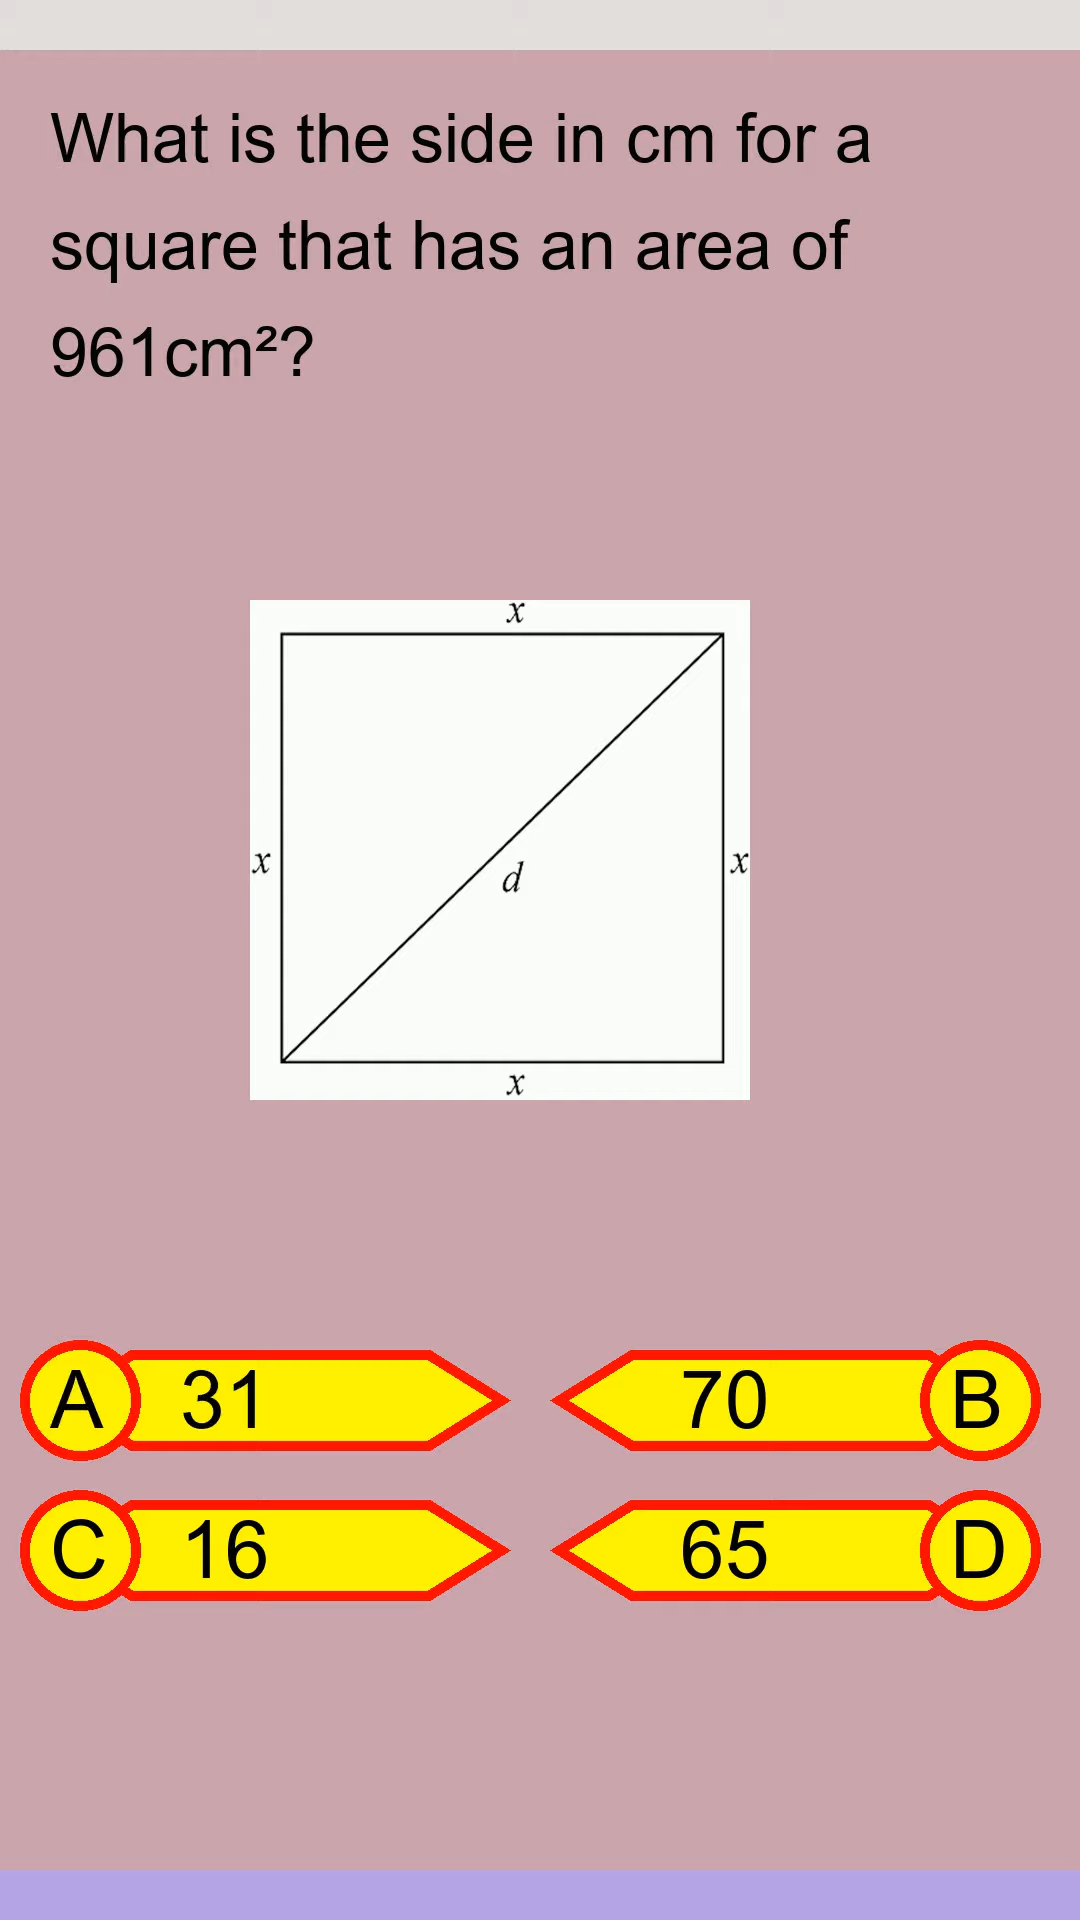 What is the side in cm for a
square that has an area of
961cm²?
x
x
x
d
x
A 31
70 B
C 16
65 D